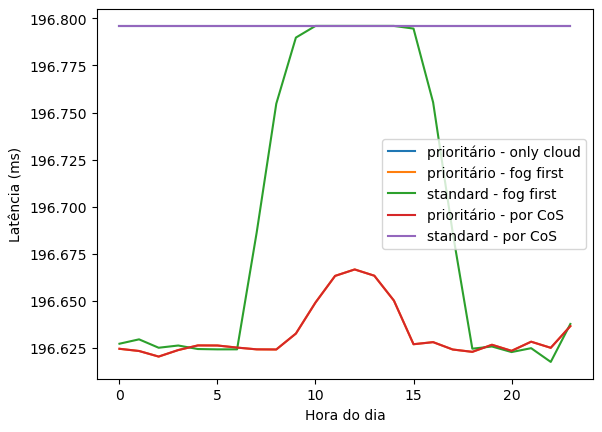 196.800
196.775
196.750
196.725
196.700
196.675
196.650
196.625
Latência (ms)
prioritário - only cloud
prioritário - fog first
standard - fog first
prioritário - por CoS
standard - por CoS
0 5 10 15 20
Hora do dia